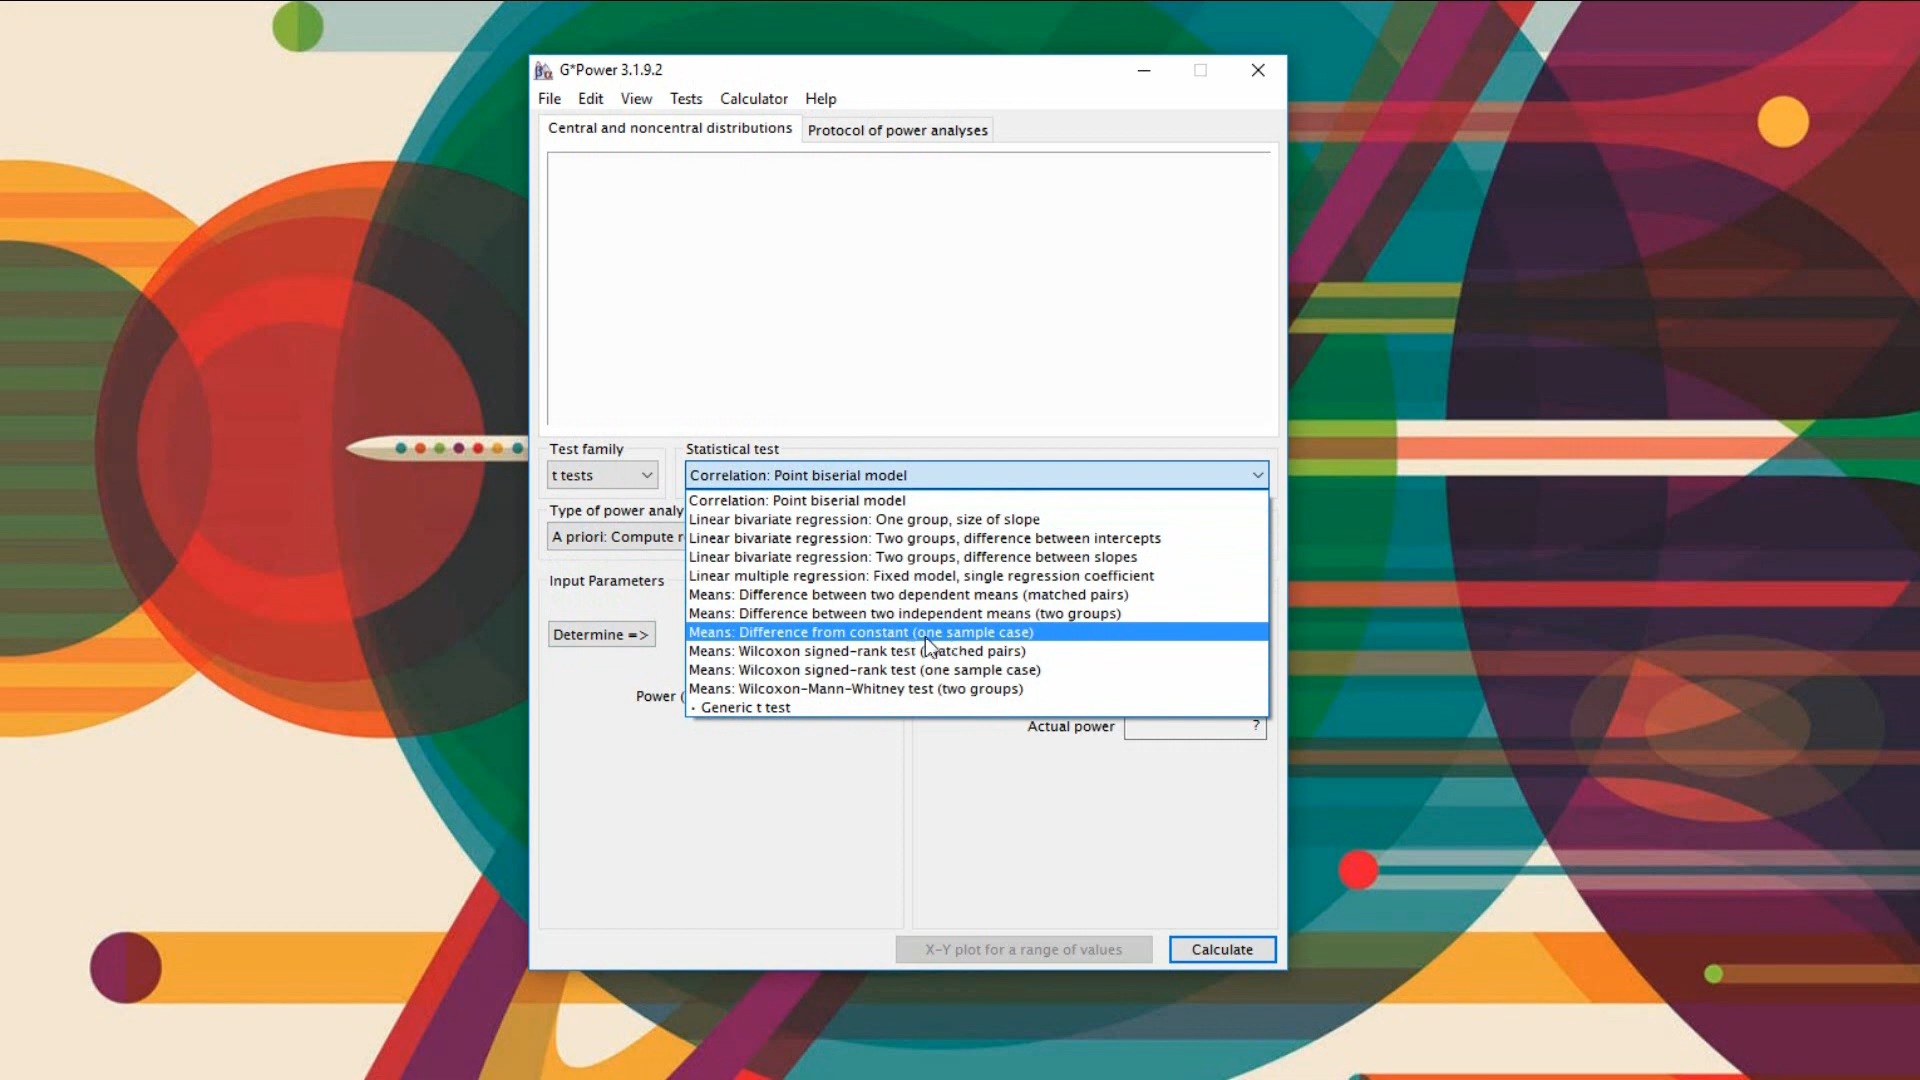 G*Power 3.1.9.2
File Edit View Tests Calculator Help
Central and noncentral distributions Protocol of power analyses
Test family Statistical test
t tests Correlation: Point biserial model
Correlation: Point biserial model
Linear bivariate regression: One group, size of slope
Type of power analy
Linear bivariate regression: Two groups, difference between intercepts
A priori: Compute r
Linear bivariate regression: Two groups, difference between slopes
Input Parameters
Linear multiple regression: Fixed model, single regression coefficient
Means: Difference between two dependent means (matched pairs)
Means: Difference between two independent means (two groups)
Determine =>
Means: Difference from constant (one sample case)
Means: Wilcoxon signed-rank test (matched pairs)
Means: Wilcoxon signed-rank test (one sample case)
Power (
Means: Wilcoxon-Mann-Whitney test (two groups)
· Generic t test
Actual power ?
X-Y plot for a range of values Calculate